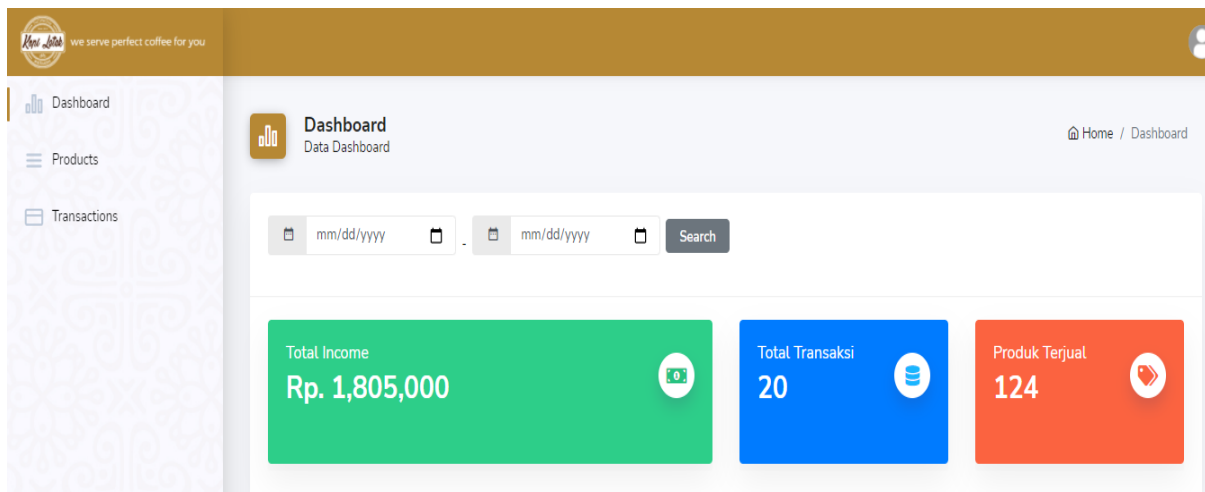 Kopi Lotok we serve perfect coffee for you
Dashboard
Products
Transactions
Dashboard
Data Dashboard
Home / Dashboard
mm/dd/yyyy - mm/dd/yyyy Search
Total Income
Rp. 1,805,000
Total Transaksi
20
Produk Terjual
124